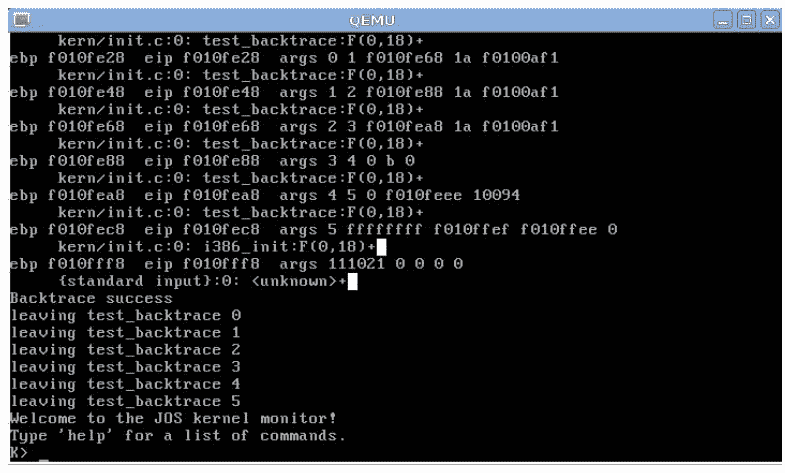 QEMU
kern/init.c:0: test_backtrace:F(0,18)+
ebp f010fe28 eip f010fe28 args 0 1 f010fe68 1a f0100af1
kern/init.c:0: test_backtrace:F(0,18)+
ebp f010fe48 eip f010fe48 args 1 2 f010fe88 1a f0100af1
kern/init.c:0: test_backtrace:F(0,18)+
ebp f010fe68 eip f010fe68 args 2 3 f010fea8 1a f0100af1
kern/init.c:0: test_backtrace:F(0,18)+
ebp f010fe88 eip f010fe88 args 3 4 0 b 0
kern/init.c:0: test_backtrace:F(0,18)+
ebp f010fea8 eip f010fea8 args 4 5 0 f010feee 10094
kern/init.c:0: test_backtrace:F(0,18)+
ebp f010fec8 eip f010fec8 args 5 ffffffff f010ffef f010ffee 0
kern/init.c:0: i386_init:F(0,18)+
ebp f010fff8 eip f010fff8 args 111021 0 0 0 0
{standard input}:0: <unknown>+
Backtrace success
leaving test_backtrace 0
leaving test_backtrace 1
leaving test_backtrace 2
leaving test_backtrace 3
leaving test_backtrace 4
leaving test_backtrace 5
Welcome to the JOS kernel monitor!
Type 'help' for a list of commands.
K> _